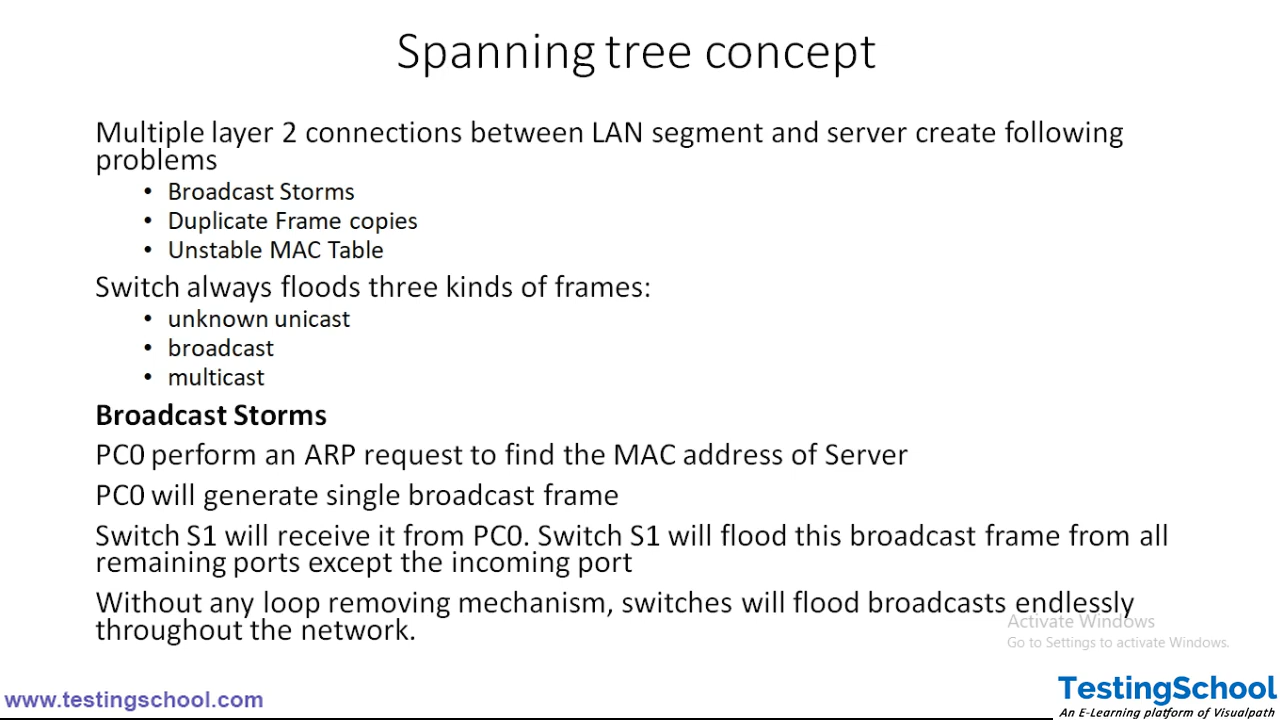 Spanning tree concept
Multiple layer 2 connections between LAN segment and server create following
problems
• Broadcast Storms
• Duplicate Frame copies
• Unstable MAC Table
Switch always floods three kinds of frames:
• unknown unicast
• broadcast
• multicast
Broadcast Storms
PC0 perform an ARP request to find the MAC address of Server
PC0 will generate single broadcast frame
Switch S1 will receive it from PC0. Switch S1 will flood this broadcast frame from all
remaining ports except the incoming port
Without any loop removing mechanism, switches will flood broadcasts endlessly
throughout the network.
Activate Windows
Go to Settings to activate Windows.
www.testingschool.com
TestingSchool
An E-Learning platform of Visualpath